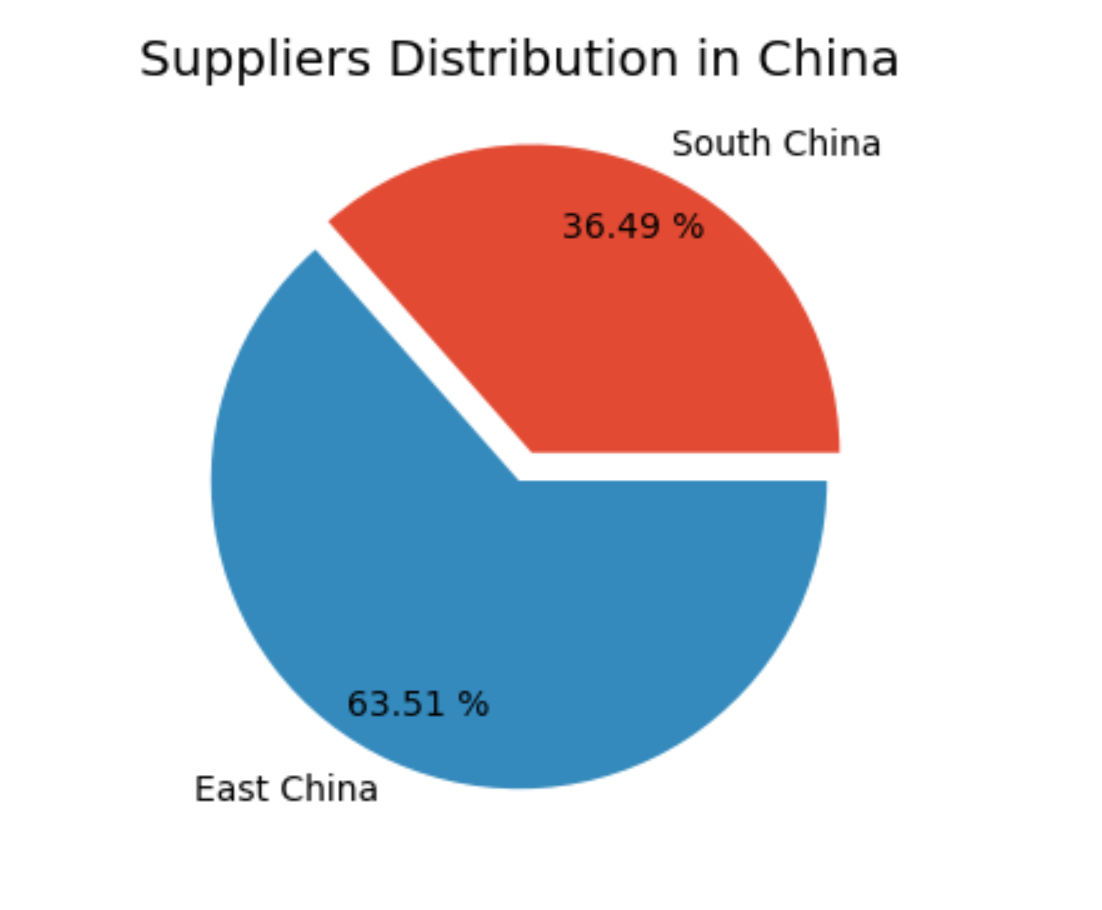 Suppliers Distribution in China
South China
36.49 %
63.51 %
East China